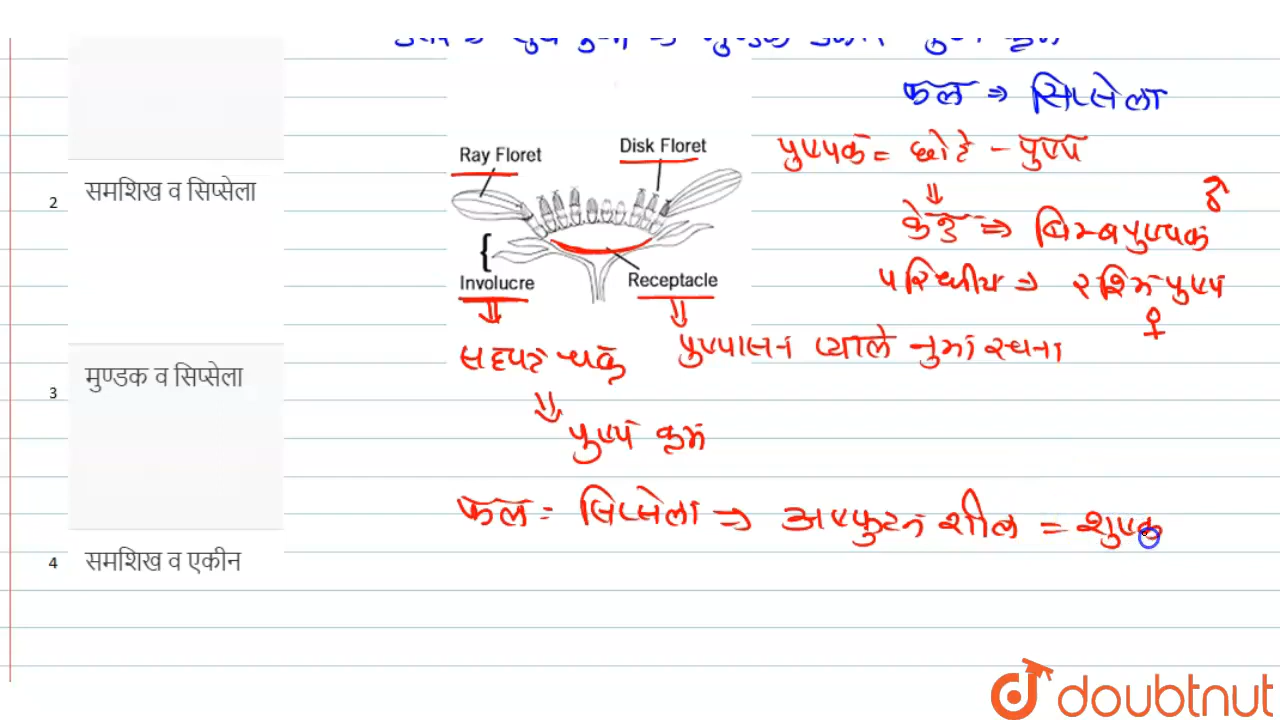 फल ⇒ सिप्सेला
पुष्पक = छोटे - पुष्प
Ray Floret
Disk Floret
2 समशिख व सिप्सेला
⇓
♂
केन्द्र ⇒ बिम्बपुष्पक
Involucre
Receptacle
परिधीय ⇒ रश्मि-पुष्प
♀
⇓ ⇓
सहपत्र चक्र
पुष्पासन प्याले नुमा रचना
3 मुण्डक व सिप्सेला
⇓
पुष्प क्रम
फल = सिप्सेला ⇒ अस्फुटन शील = शुष्क
4 समशिख व एकीन
doubtnut